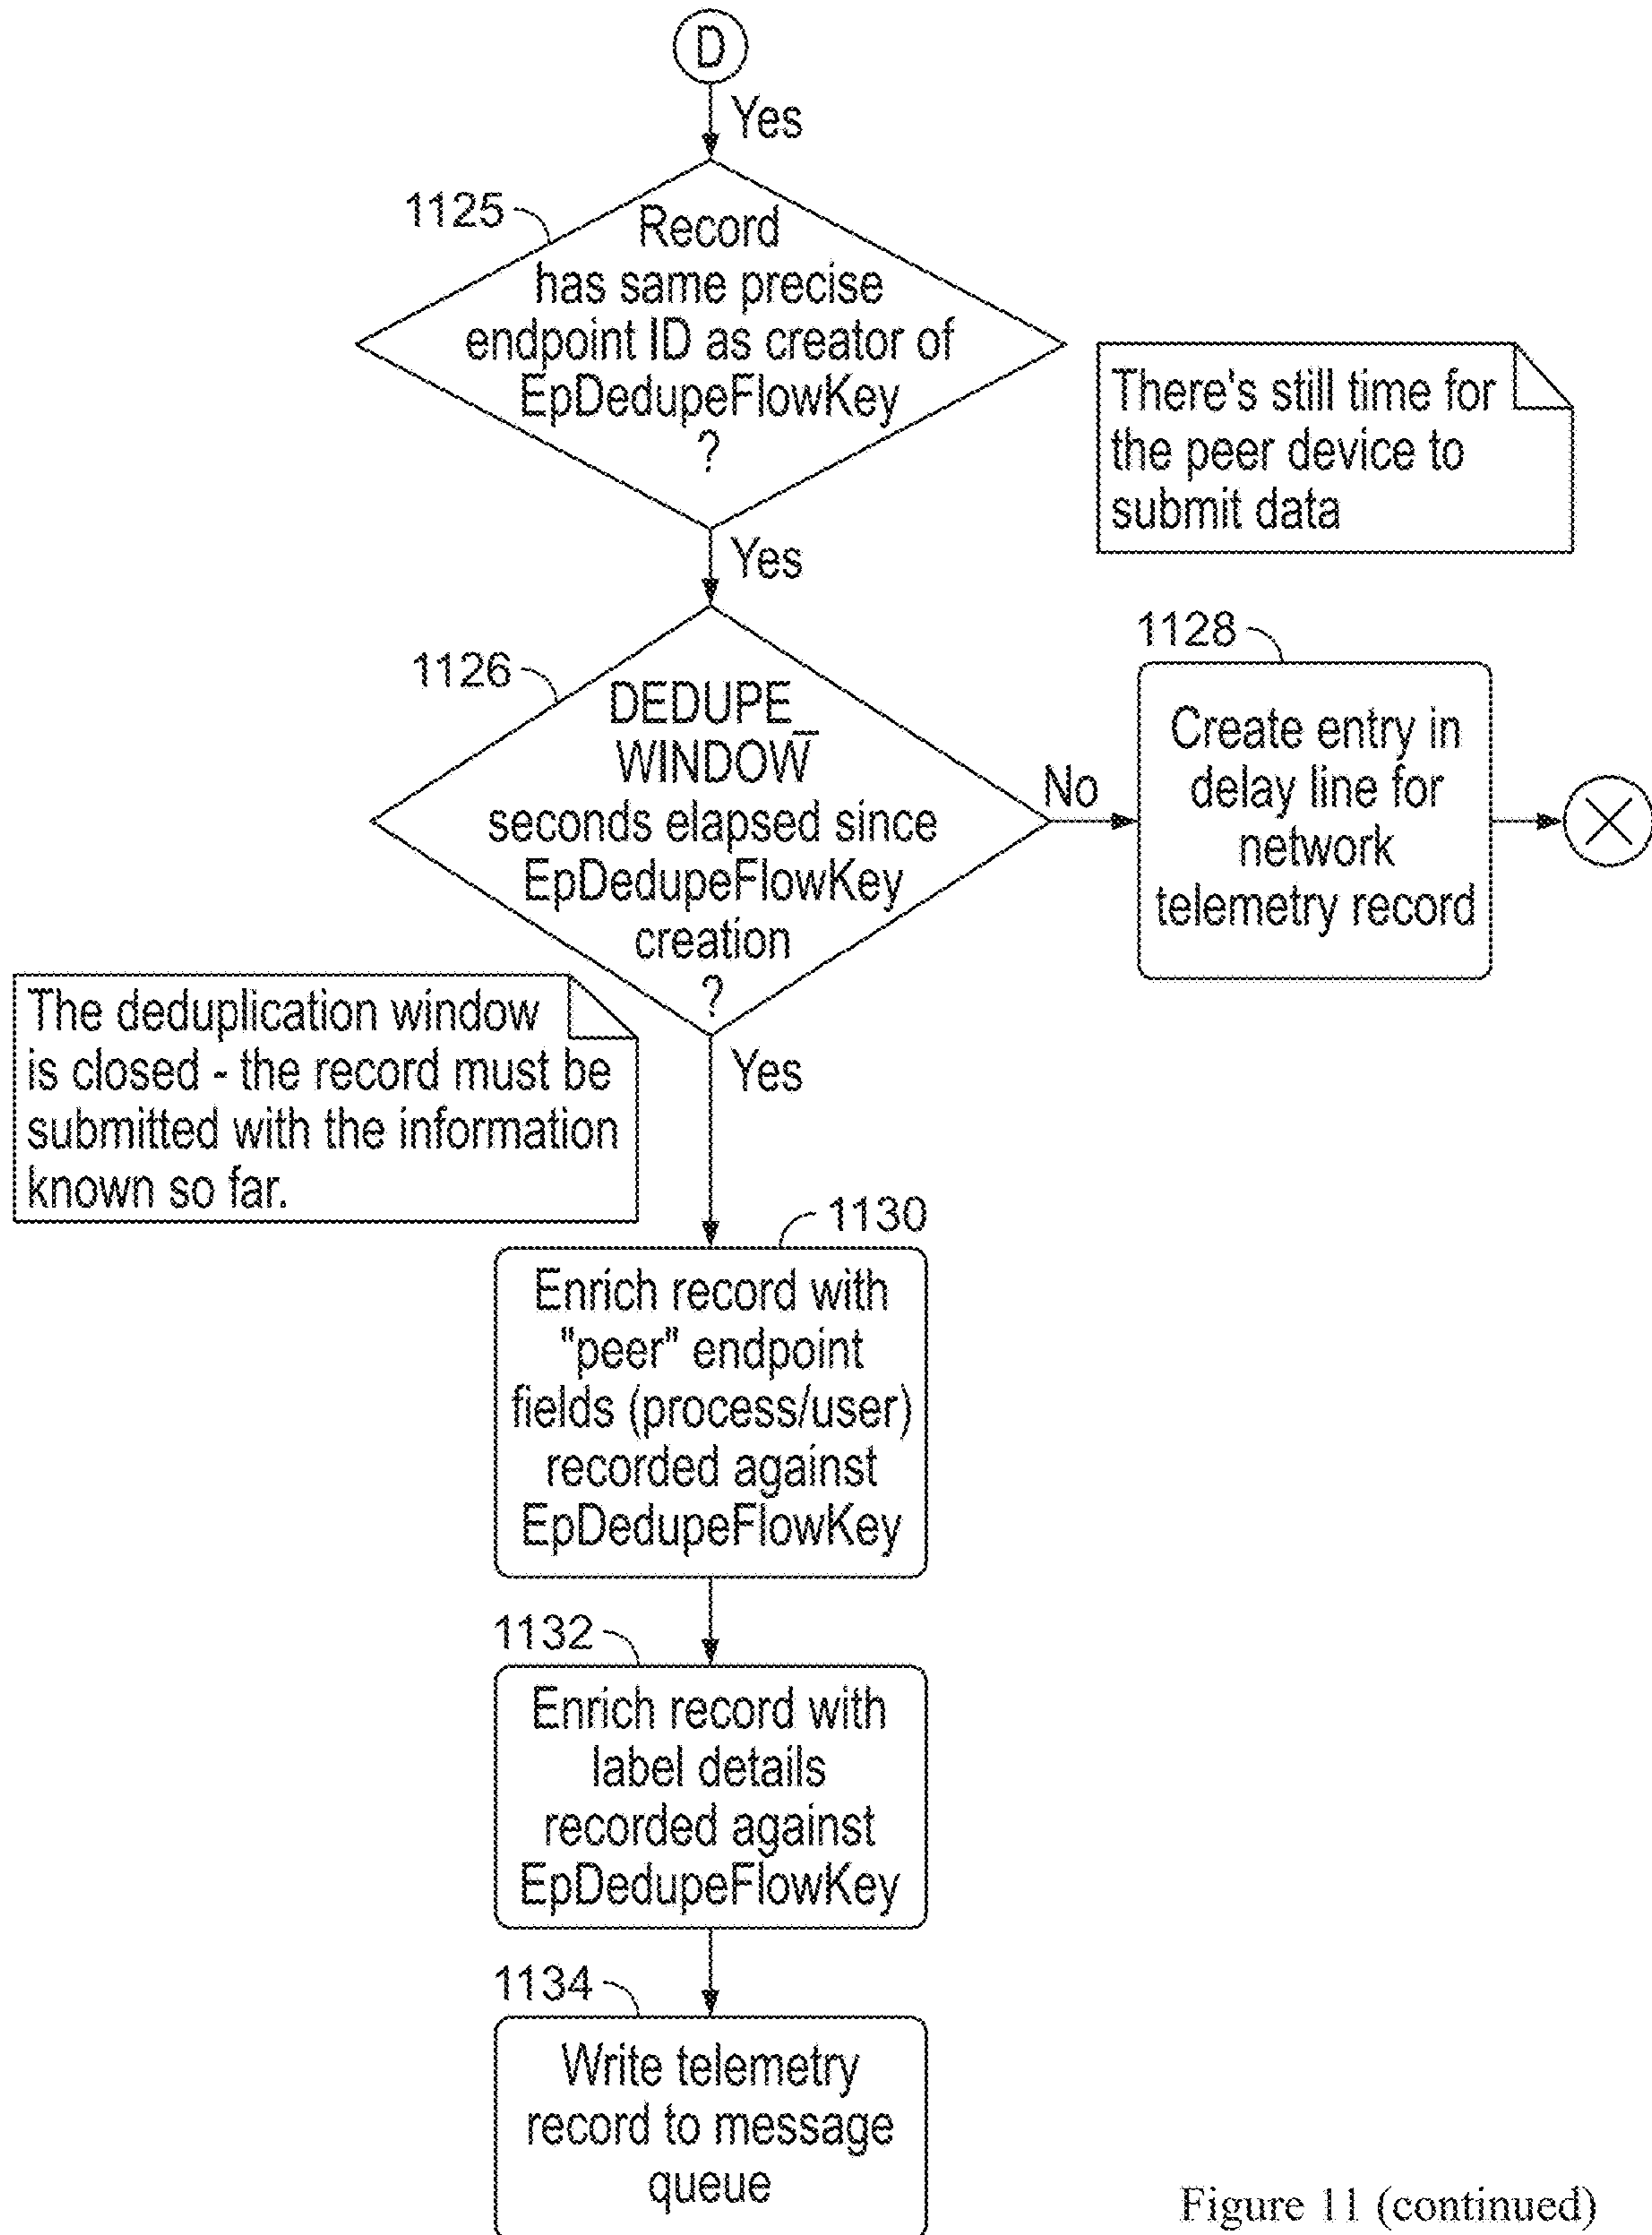 D
Yes
1125
Record
has same precise
endpoint ID as creator of
EpDedupeFlowKey
?
There's still time for
the peer device to
submit data
Yes
1126
DEDUPE_
WINDOW
seconds elapsed since
EpDedupeFlowKey
creation
?
No
1128
Create entry in
delay line for
network
telemetry record
The deduplication window
is closed - the record must be
submitted with the information
known so far.
Yes
1130
Enrich record with
"peer" endpoint
fields (process/user)
recorded against
EpDedupeFlowKey
1132
Enrich record with
label details
recorded against
EpDedupeFlowKey
1134
Write telemetry
record to message
queue
Figure 11 (continued)